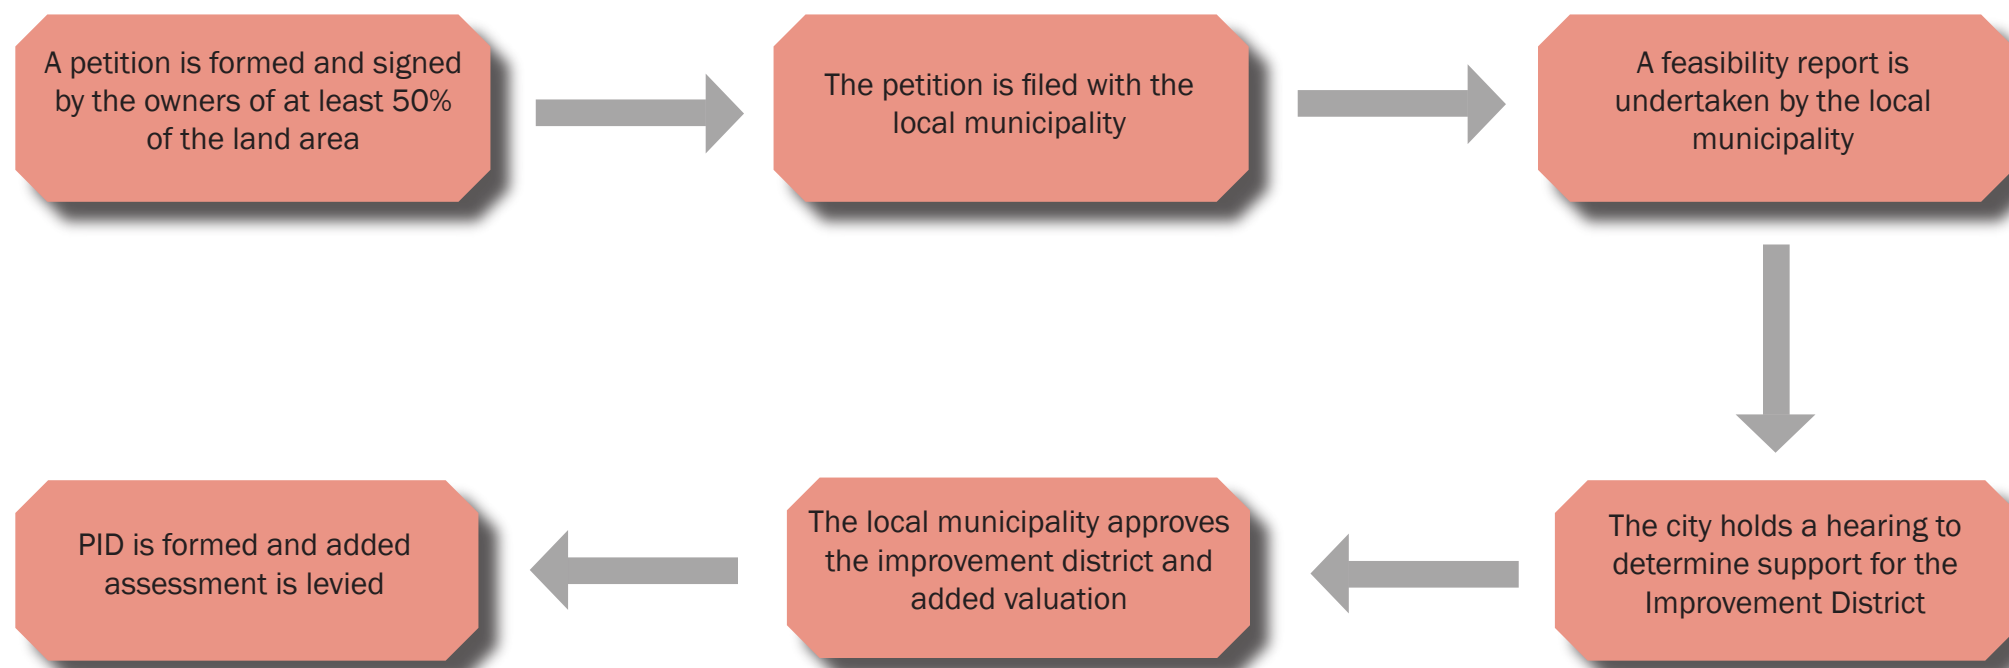 A petition is formed and signed
by the owners of at least 50%
of the land area
The petition is filed with the
local municipality
A feasibility report is
undertaken by the local
municipality
The city holds a hearing to
determine support for the
Improvement District
The local municipality approves
the improvement district and
added valuation
PID is formed and added
assessment is levied